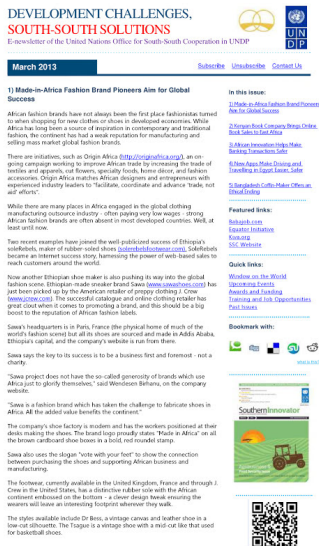 DEVELOPMENT CHALLENGES,
SOUTH-SOUTH SOLUTIONS
E-newsletter of the United Nations Office for South-South Cooperation in UNDP
U N
D P
March 2013
Subscribe Unsubscribe Contact Us
1) Made-in-Africa Fashion Brand Pioneers Aim for Global
Success
African fashion brands have not always been the first place fashionistas turned
to when shopping for new clothes or shoes in developed economies. While
Africa has long been a source of inspiration in contemporary and traditional
fashion, the continent has had a weak reputation for manufacturing and
selling mass market global fashion brands.
There are initiatives, such as Origin Africa (http://originafrica.org/), an on-
going campaign working to improve African trade by increasing the trade of
textiles and apparel, cut flowers, specialty foods, home décor, and fashion
accessories. Origin Africa matches African designers and entrepreneurs with
experienced industry leaders to "facilitate, coordinate and advance 'trade, not
aid' efforts".
While there are many places in Africa engaged in the global clothing
manufacturing outsource industry - often paying very low wages - strong
African fashion brands are often absent in most developed countries. Well, at
least until now.
Two recent examples have joined the well-publicized success of Ethiopia's
soleRebels, maker of rubber-soled shoes (solerebelsfootwear.com). SoleRebels
became an Internet success story, harnessing the power of web-based sales to
reach customers around the world.
Now another Ethiopian shoe maker is also pushing its way into the global
fashion scene. Ethiopian-made sneaker brand Sawa (www.sawashoes.com) has
just been picked up by the American retailer of preppy clothing J. Crew
(www.jcrew.com). The successful catalogue and online clothing retailer has
great clout when it comes to promoting a brand, and this should be a big
boost to the reputation of African fashion labels.
Sawa's headquarters is in Paris, France (the physical home of much of the
world's fashion scene) but all its shoes are sourced and made in Addis Ababa,
Ethiopia's capital, and the company's website is run from there.
Sawa says the key to its success is to be a business first and foremost - not a
charity.
"Sawa project does not have the so-called generosity of brands which use
Africa just to glorify themselves," said Wendesen Birhanu, on the company
website.
"Sawa is a fashion brand which has taken the challenge to fabricate shoes in
Africa. All the added value benefits the continent."
The company's shoe factory is modern and has the workers positioned at their
desks making the shoes. The brand logo proudly states "Made in Africa" on all
the brown cardboard shoe boxes in a bold, red roundel stamp.
Sawa also uses the slogan "vote with your feet" to show the connection
between purchasing the shoes and supporting African business and
manufacturing.
The footwear, currently available in the United Kingdom, France and through J.
Crew in the United States, has a distinctive rubber sole with the African
continent embossed on the bottom - a clever design tweak ensuring the
wearers will leave an interesting footprint wherever they walk.
The styles available include Dr Bess, a vintage canvas and leather shoe in a
low-cut silhouette. The Tsague is a vintage shoe with a mid-cut like that used
for basketball shoes.
In this issue:
1) Made-in-Africa Fashion Brand Pioneers
Aim for Global Success
2) Kenyan Book Company Brings Online
Book Sales to East Africa
3) African Innovation Helps Make
Banking Transactions Safer
4) New Apps Make Driving and
Travelling in Egypt Easier, Safer
5) Bangladesh Coffin-Maker Offers an
Ethical Ending
Featured links:
Babajob.com
Equator Initiative
Kiva.org
SSC Website
Quick links:
Window on the World
Upcoming Events
Awards and Funding
Training and Job Opportunities
Past Issues
Bookmark with:
what is this?
Southern Innovator